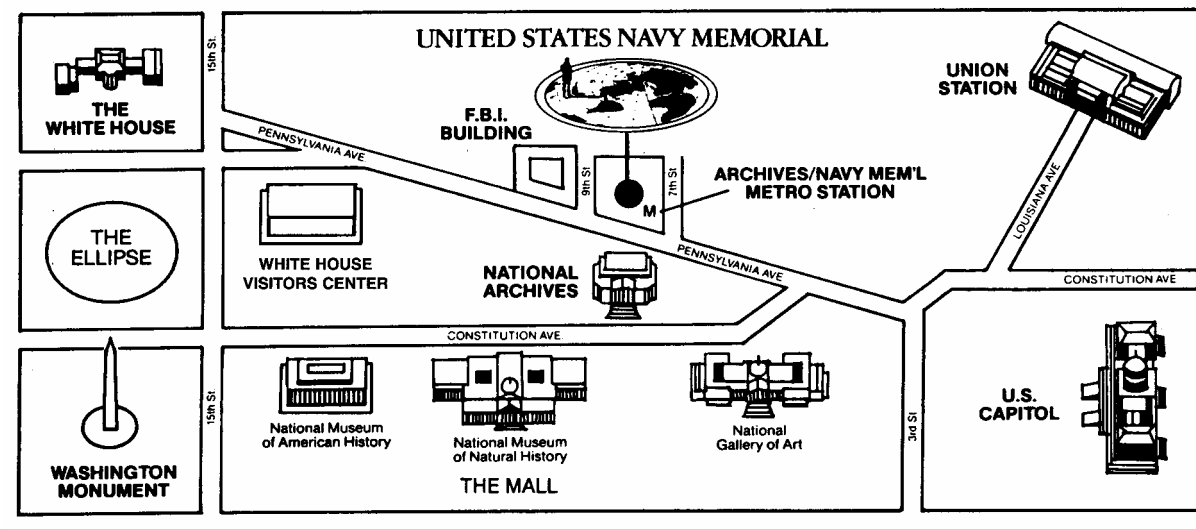 UNITED STATES NAVY MEMORIAL
15th St.
THE
WHITE HOUSE
F.B.I.
BUILDING
UNION
STATION
PENNSYLVANIA AVE.
9th St
7th St
M
ARCHIVES/NAVY MEM'L
METRO STATION
LOUISIANA AVE.
THE
ELLIPSE
WHITE HOUSE
VISITORS CENTER
NATIONAL
ARCHIVES
PENNSYLVANIA AVE
CONSTITUTION AVE
CONSTITUTION AVE.
WASHINGTON
MONUMENT
15th St.
National Museum
of American History
National Museum
of Natural History
National
Gallery of Art
THE MALL
3rd St
U.S.
CAPITOL